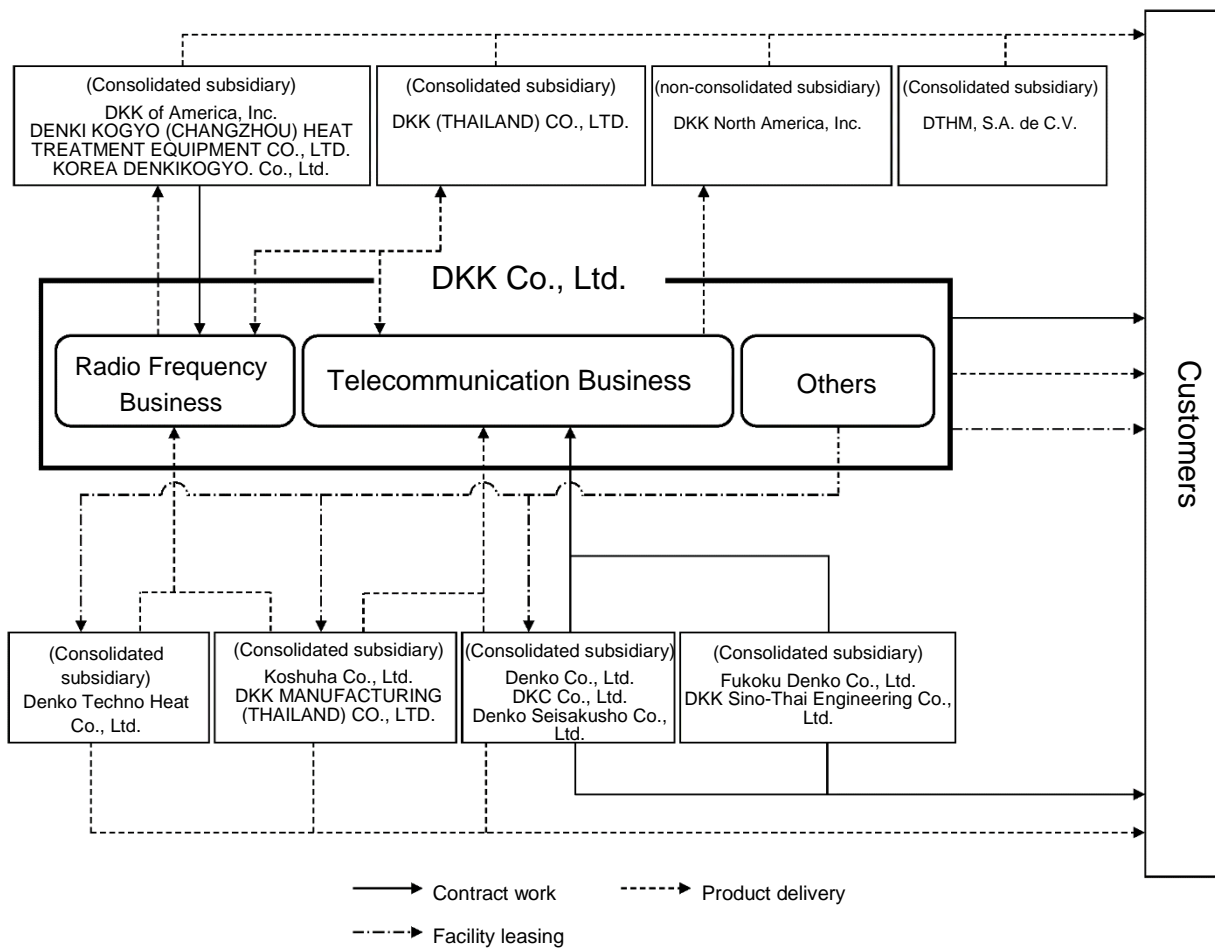 (Consolidated subsidiary)
DKK of America, Inc.
DENKI KOGYO (CHANGZHOU) HEAT
TREATMENT EQUIPMENT CO., LTD.
KOREA DENKIKOGYO. Co., Ltd.
(Consolidated subsidiary)
DKK (THAILAND) CO., LTD.
(non-consolidated subsidiary)
DKK North America, Inc.
(Consolidated subsidiary)
DTHM, S.A. de C.V.
DKK Co., Ltd.
Radio Frequency
Business
Telecommunication Business
Others
Customers
(Consolidated
subsidiary)
Denko Techno Heat
Co., Ltd.
(Consolidated subsidiary)
Koshuha Co., Ltd.
DKK MANUFACTURING
(THAILAND) CO., LTD.
(Consolidated subsidiary)
Denko Co., Ltd.
DKC Co., Ltd.
Denko Seisakusho Co.,
Ltd.
(Consolidated subsidiary)
Fukoku Denko Co., Ltd.
DKK Sino-Thai Engineering Co.,
Ltd.
Contract work
Product delivery
Facility leasing